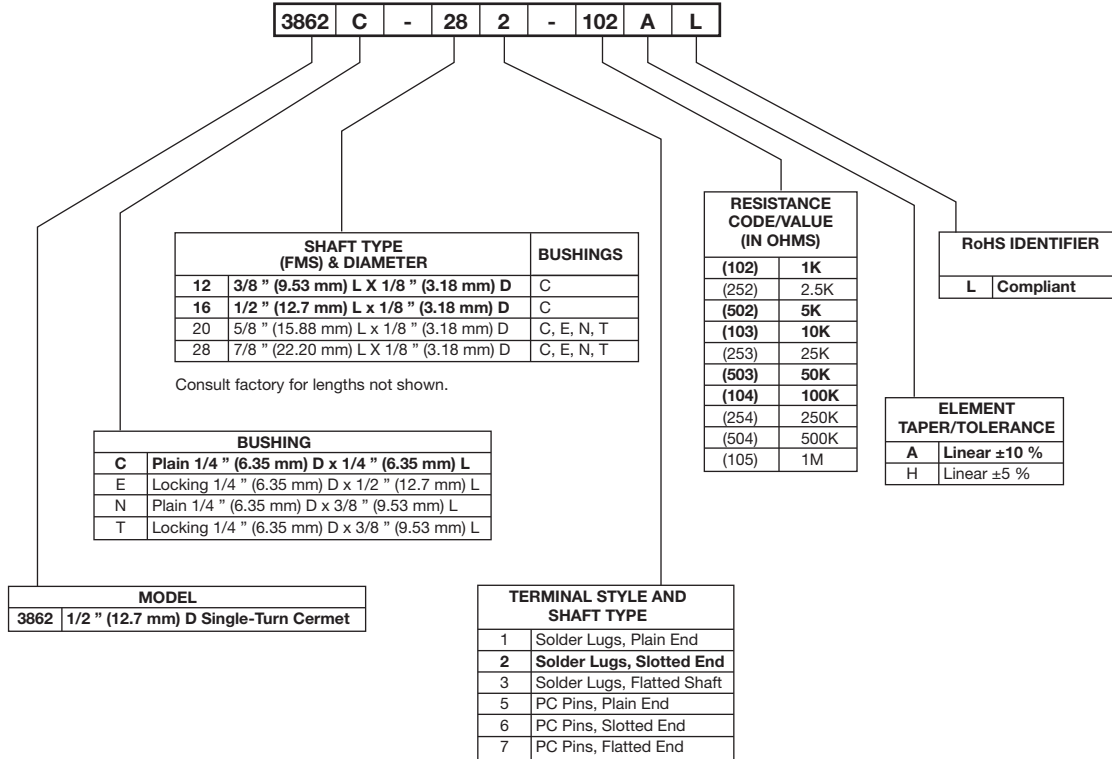 3862 C - 28 2 - 102 A L
SHAFT TYPE
(FMS) & DIAMETER BUSHINGS
12 3/8 ” (9.53 mm) L X 1/8 ” (3.18 mm) D C
16 1/2 ” (12.7 mm) L x 1/8 ” (3.18 mm) D C
20 5/8 ” (15.88 mm) L x 1/8 ” (3.18 mm) D C, E, N, T
28 7/8 ” (22.20 mm) L X 1/8 ” (3.18 mm) D C, E, N, T
Consult factory for lengths not shown.
RESISTANCE
CODE/VALUE
(IN OHMS)
(102) 1K
(252) 2.5K
(502) 5K
(103) 10K
(253) 25K
(503) 50K
(104) 100K
(254) 250K
(504) 500K
(105) 1M
RoHS IDENTIFIER
L Compliant
ELEMENT
TAPER/TOLERANCE
A Linear ±10 %
H Linear ±5 %
BUSHING
C Plain 1/4 ” (6.35 mm) D x 1/4 ” (6.35 mm) L
E Locking 1/4 ” (6.35 mm) D x 1/2 ” (12.7 mm) L
N Plain 1/4 ” (6.35 mm) D x 3/8 ” (9.53 mm) L
T Locking 1/4 ” (6.35 mm) D x 3/8 ” (9.53 mm) L
MODEL
3862 1/2 ” (12.7 mm) D Single-Turn Cermet
TERMINAL STYLE AND
SHAFT TYPE
1 Solder Lugs, Plain End
2 Solder Lugs, Slotted End
3 Solder Lugs, Flatted Shaft
5 PC Pins, Plain End
6 PC Pins, Slotted End
7 PC Pins, Flatted End